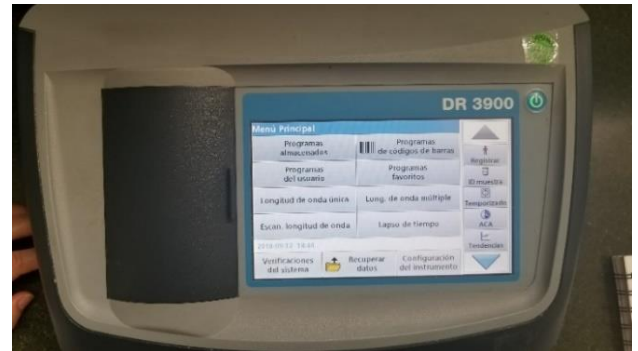 DR 3900
Menú Principal
Programas
almacenados
Programas
de códigos de barras
Programas
del usuario
Programas
favoritos
Longitud de onda única
Long. de onda múltiple
Escan. longitud de onda
Lapso de tiempo
Verificaciones
del sistema
Recuperar
datos
Configuración
del instrumento
Registrar
ID muestra
Temporizado
ACA
Tendencias